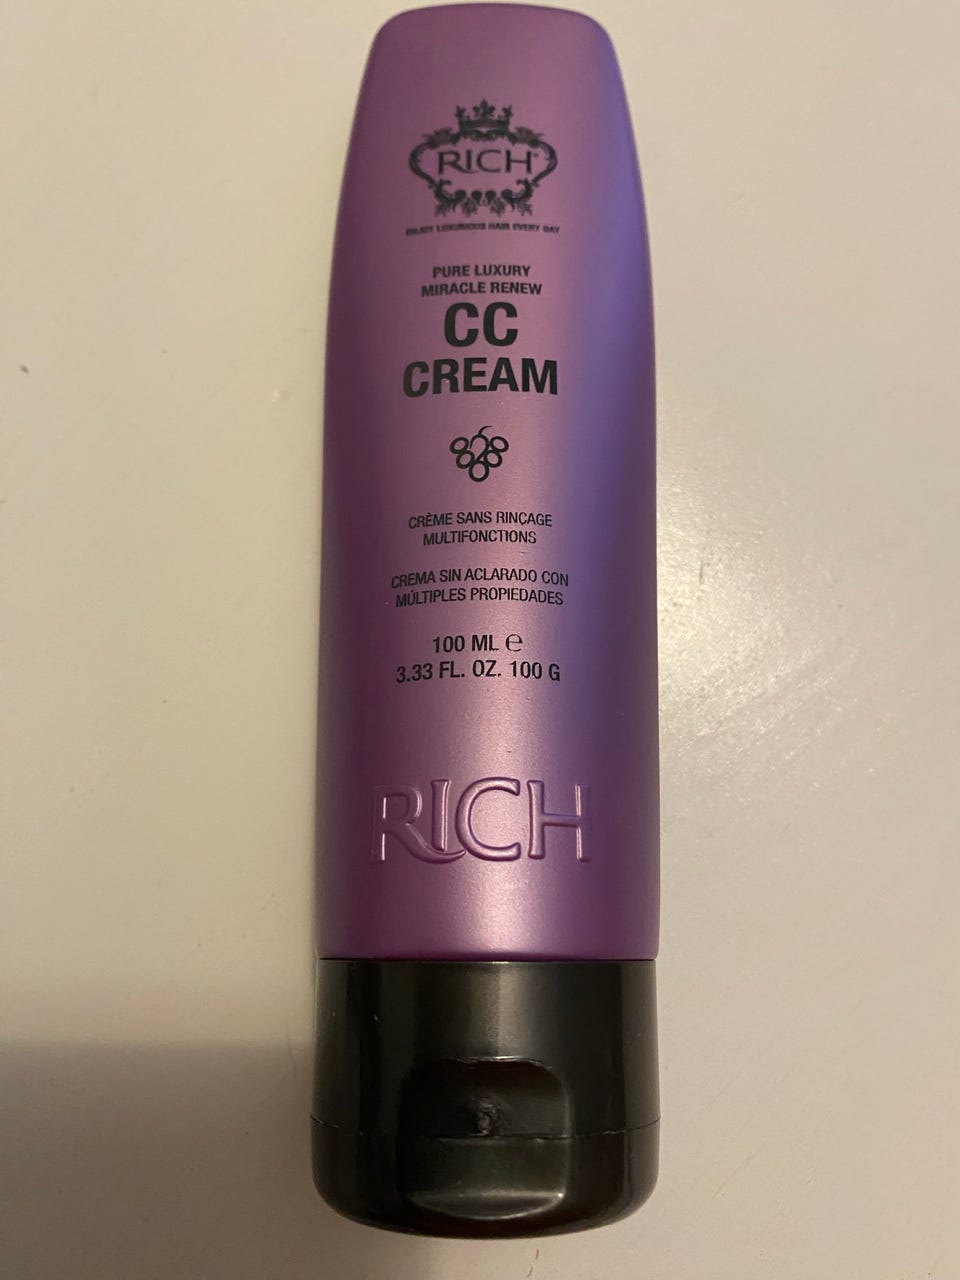 RICH
ENJOY LUXURIOUS HAIR EVERY DAY
PURE LUXURY
MIRACLE RENEW
CC
CREAM
CRÈME SANS RINÇAGE
MULTIFONCTIONS
CREMA SIN ACLARADO CON
MÚLTIPLES PROPIEDADES
100 ML ℮
3.33 FL. OZ. 100 G
RICH